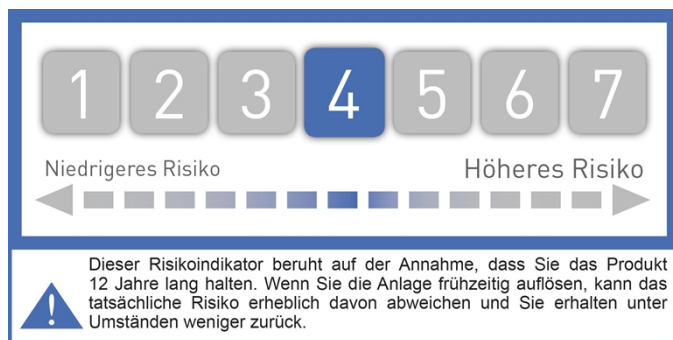 1 2 3 4 5 6 7
Niedrigeres Risiko Höheres Risiko
Dieser Risikoindikator beruht auf der Annahme, dass Sie das Produkt
12 Jahre lang halten. Wenn Sie die Anlage frühzeitig auflösen, kann das
tatsächliche Risiko erheblich davon abweichen und Sie erhalten unter
Umständen weniger zurück.